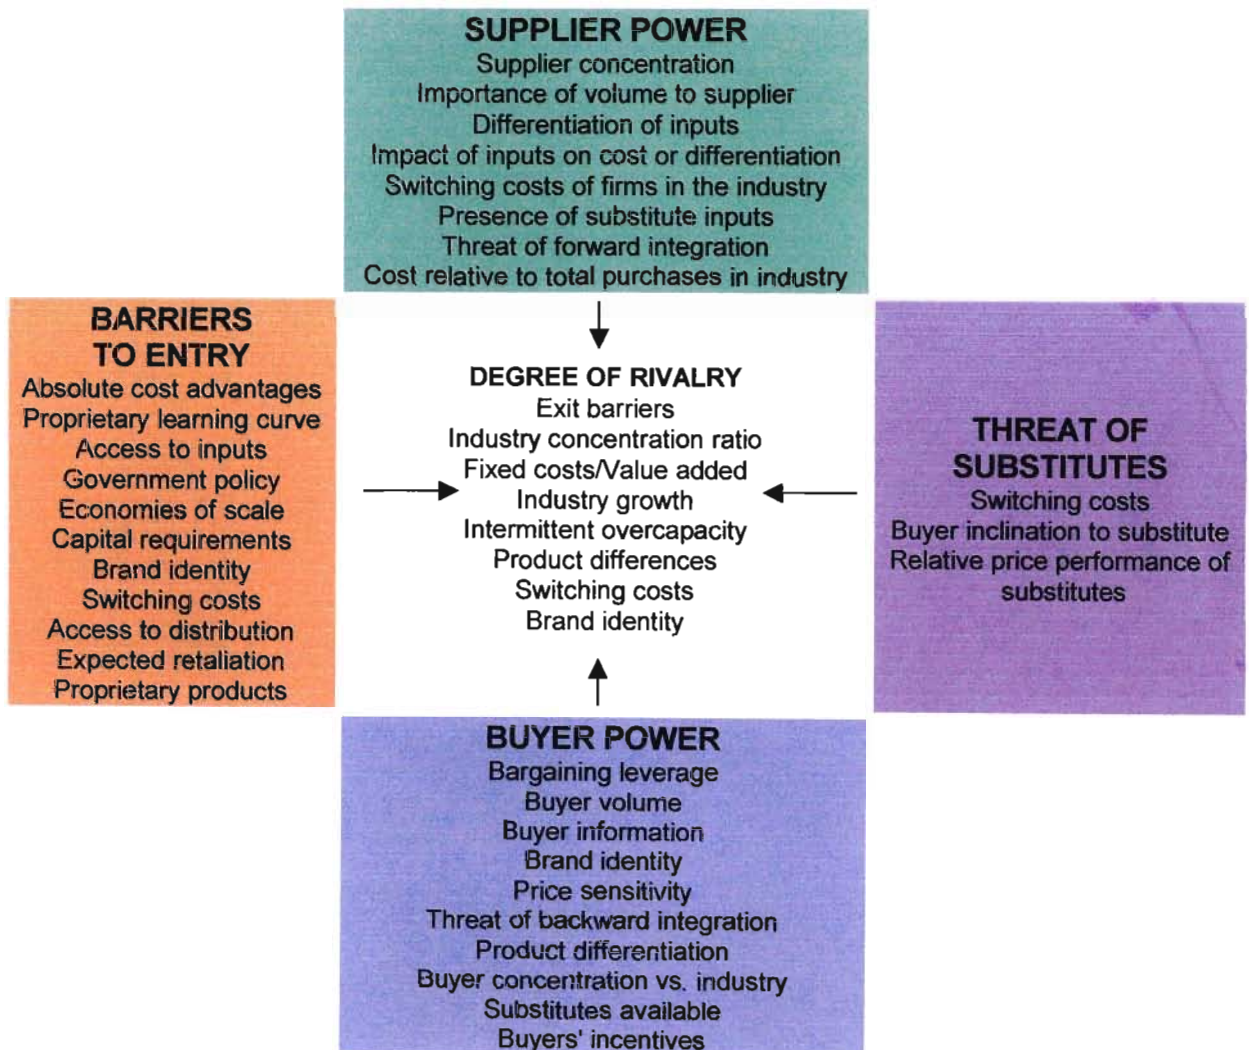 SUPPLIER POWER
Supplier concentration
Importance of volume to supplier
Differentiation of inputs
Impact of inputs on cost or differentiation
Switching costs of firms in the industry
Presence of substitute inputs
Threat of forward integration
Cost relative to total purchases in industry
BARRIERS
TO ENTRY
Absolute cost advantages
Proprietary learning curve
Access to inputs
Government policy
Economies of scale
Capital requirements
Brand identity
Switching costs
Access to distribution
Expected retaliation
Proprietary products
DEGREE OF RIVALRY
Exit barriers
Industry concentration ratio
Fixed costs/Value added
Industry growth
Intermittent overcapacity
Product differences
Switching costs
Brand identity
THREAT OF
SUBSTITUTES
Switching costs
Buyer inclination to substitute
Relative price performance of
substitutes
BUYER POWER
Bargaining leverage
Buyer volume
Buyer information
Brand identity
Price sensitivity
Threat of backward integration
Product differentiation
Buyer concentration vs. industry
Substitutes available
Buyers' incentives